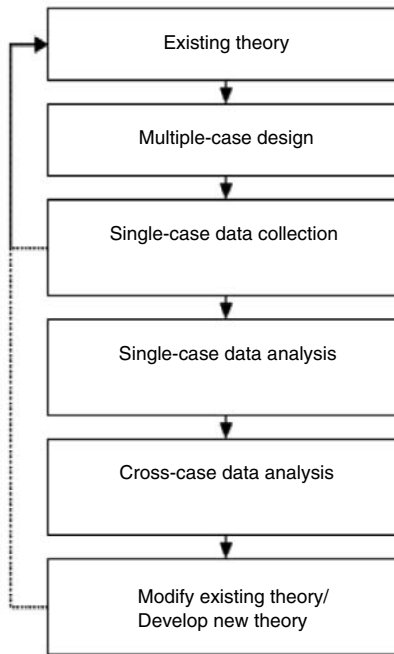 Existing theory
Multiple-case design
Single-case data collection
Single-case data analysis
Cross-case data analysis
Modify existing theory/
Develop new theory